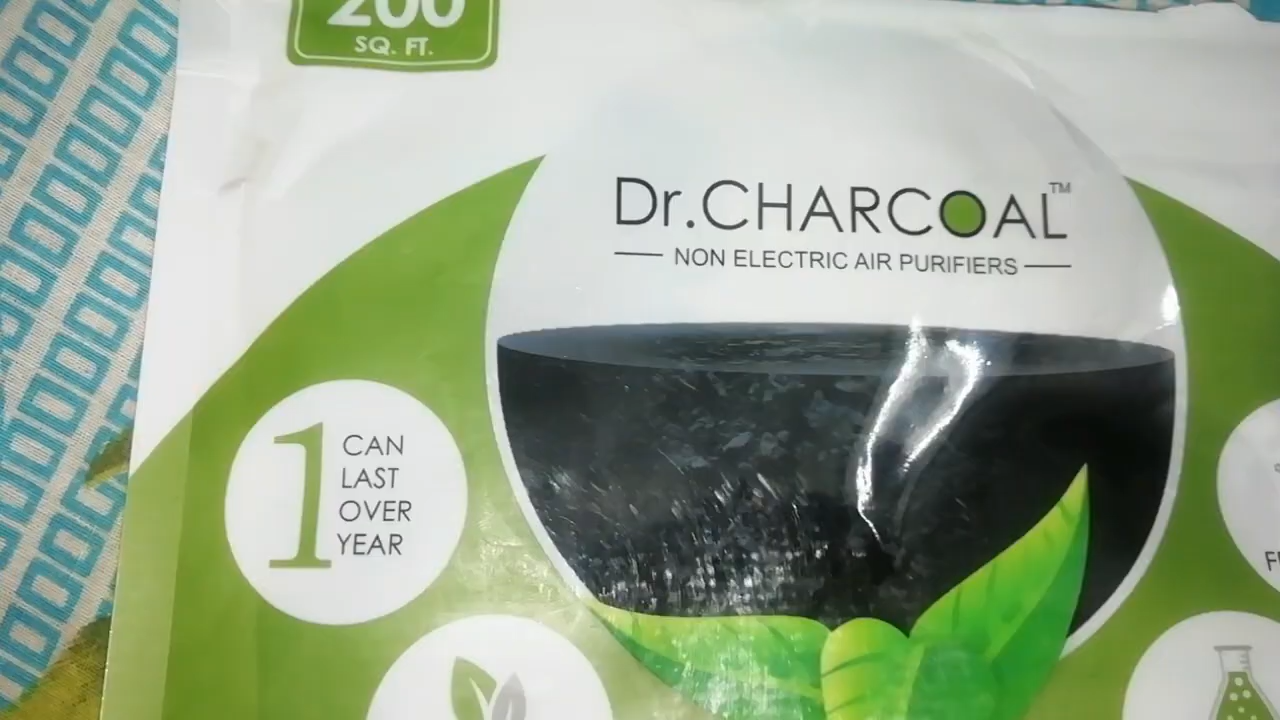 200
SQ. FT.
Dr.CHARCOAL™
NON ELECTRIC AIR PURIFIERS
1
CAN
LAST
OVER
YEAR